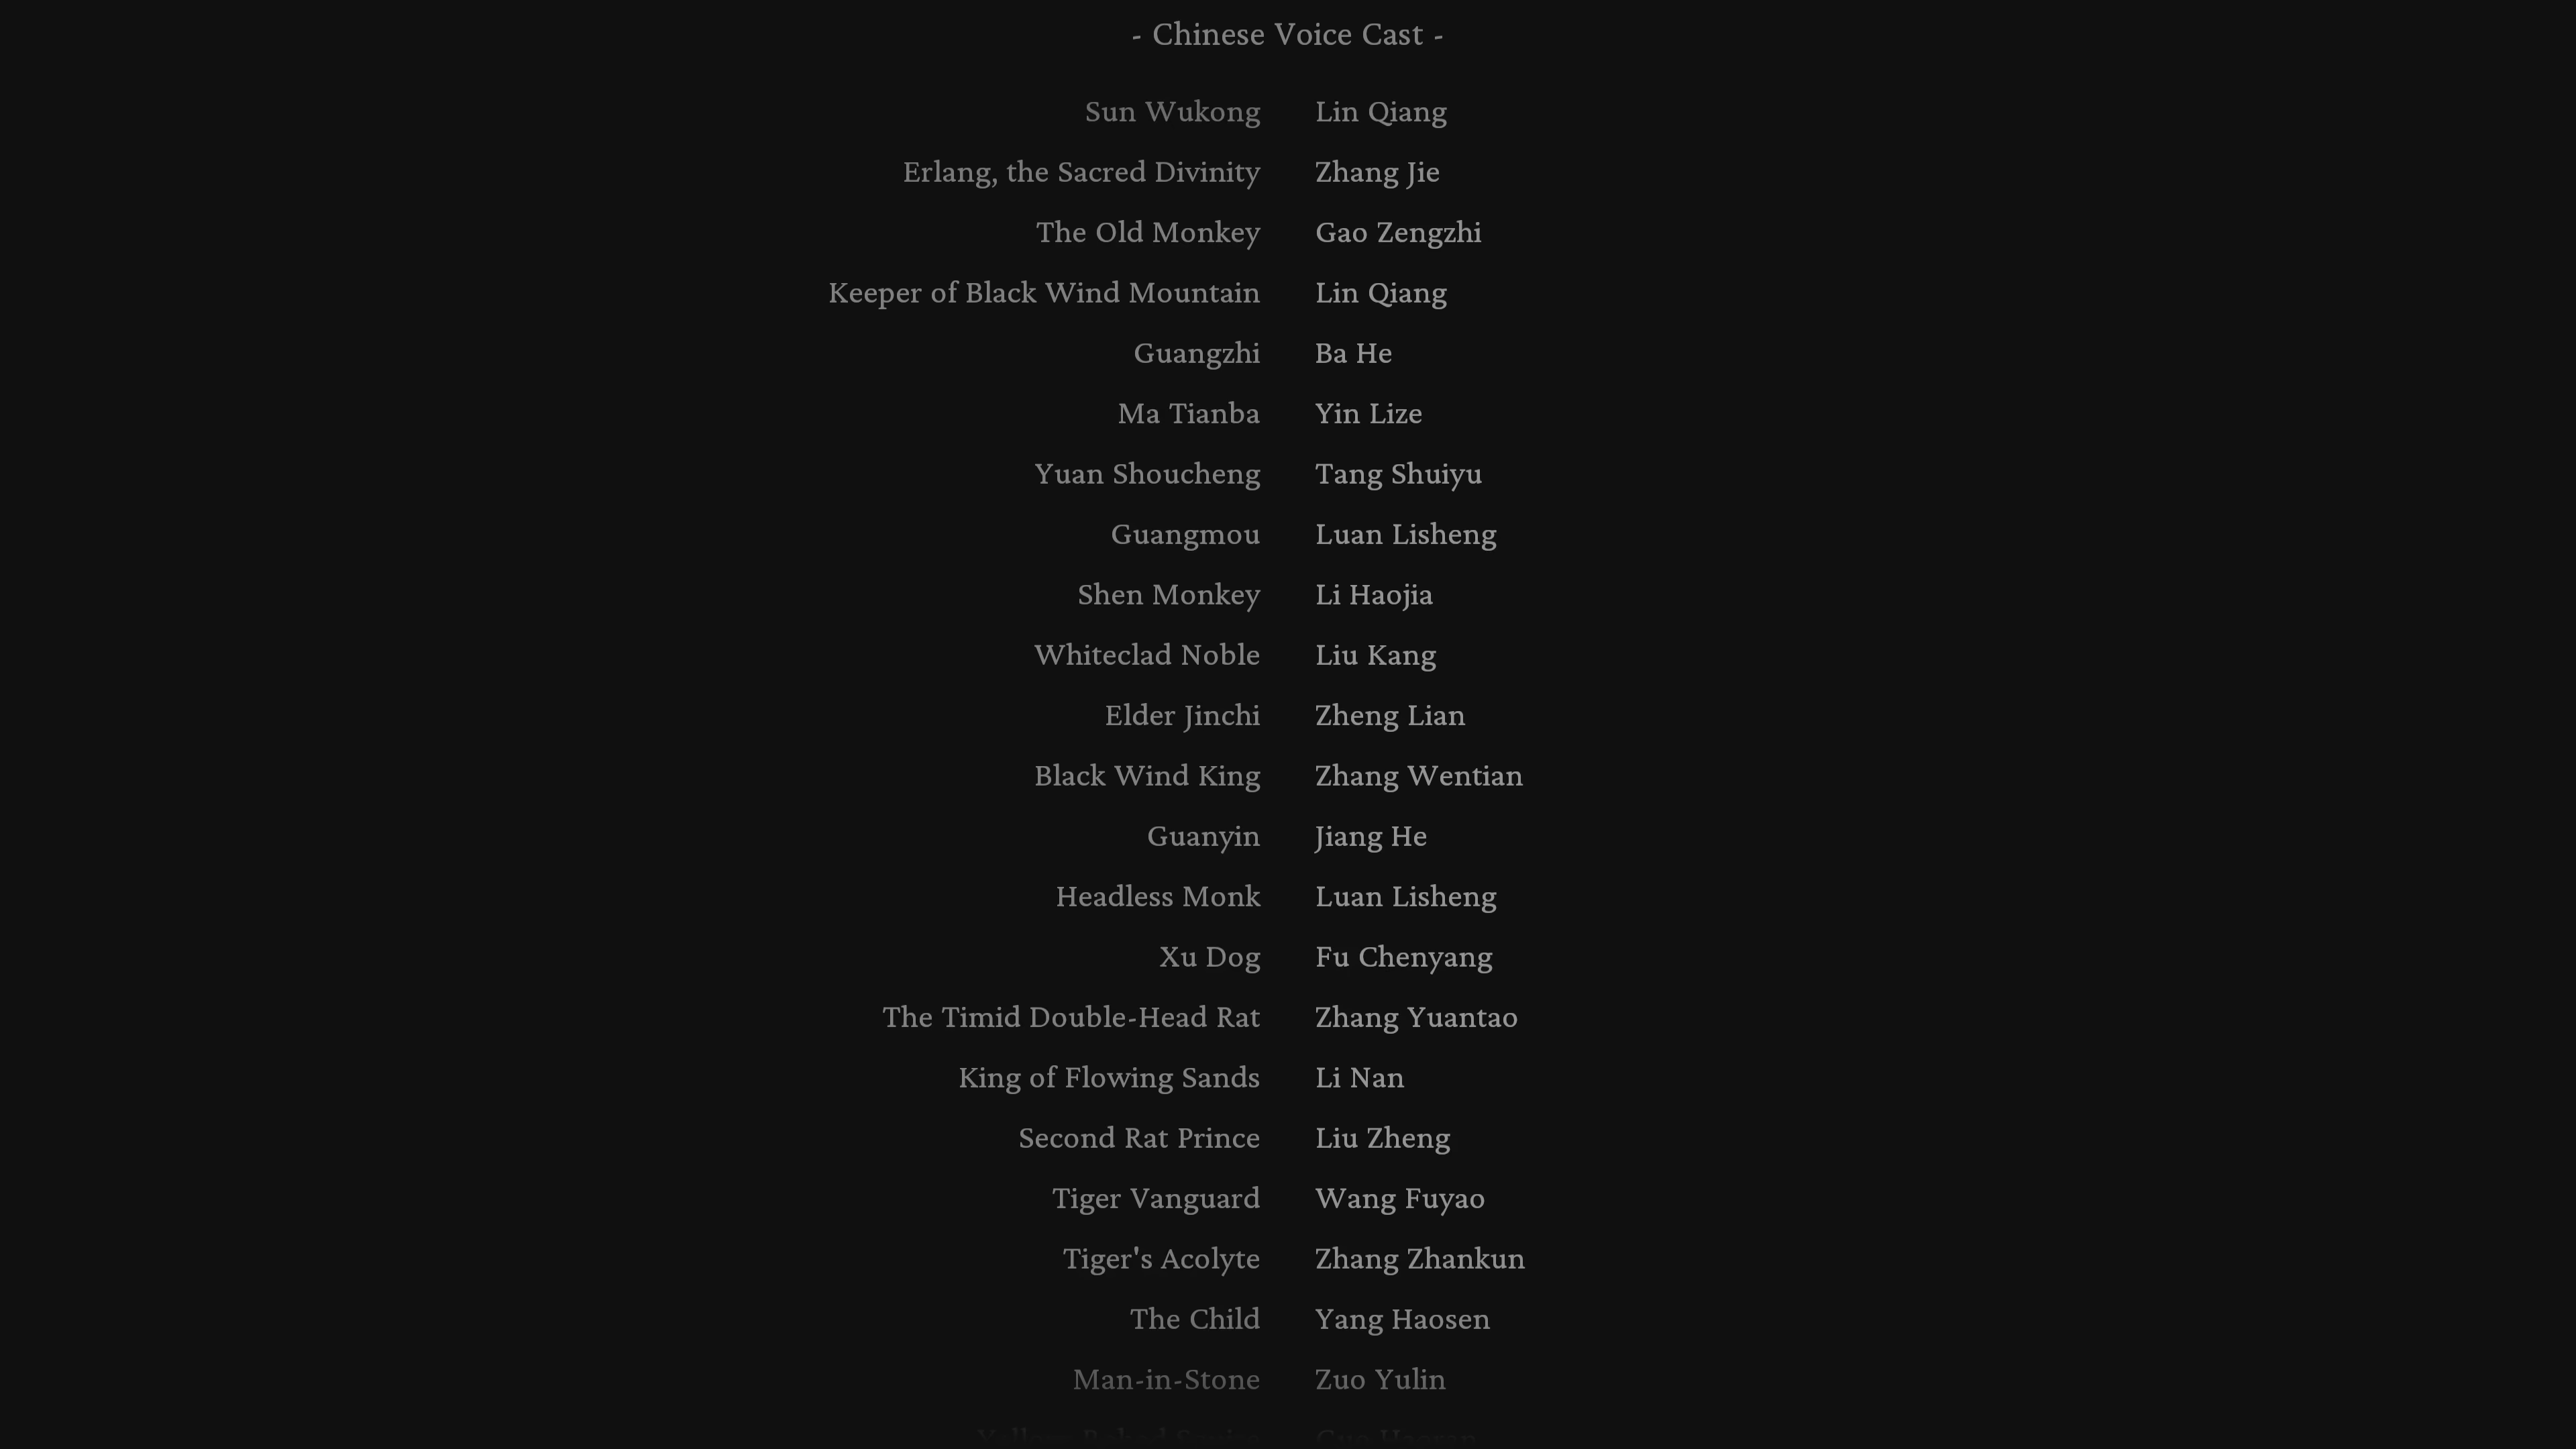 - Chinese Voice Cast -
Sun Wukong Lin Qiang
Erlang, the Sacred Divinity Zhang Jie
The Old Monkey Gao Zengzhi
Keeper of Black Wind Mountain Lin Qiang
Guangzhi Ba He
Ma Tianba Yin Lize
Yuan Shoucheng Tang Shuiyu
Guangmou Luan Lisheng
Shen Monkey Li Haojia
Whiteclad Noble Liu Kang
Elder Jinchi Zheng Lian
Black Wind King Zhang Wentian
Guanyin Jiang He
Headless Monk Luan Lisheng
Xu Dog Fu Chenyang
The Timid Double-Head Rat Zhang Yuantao
King of Flowing Sands Li Nan
Second Rat Prince Liu Zheng
Tiger Vanguard Wang Fuyao
Tiger's Acolyte Zhang Zhankun
The Child Yang Haosen
Man-in-Stone Zuo Yulin